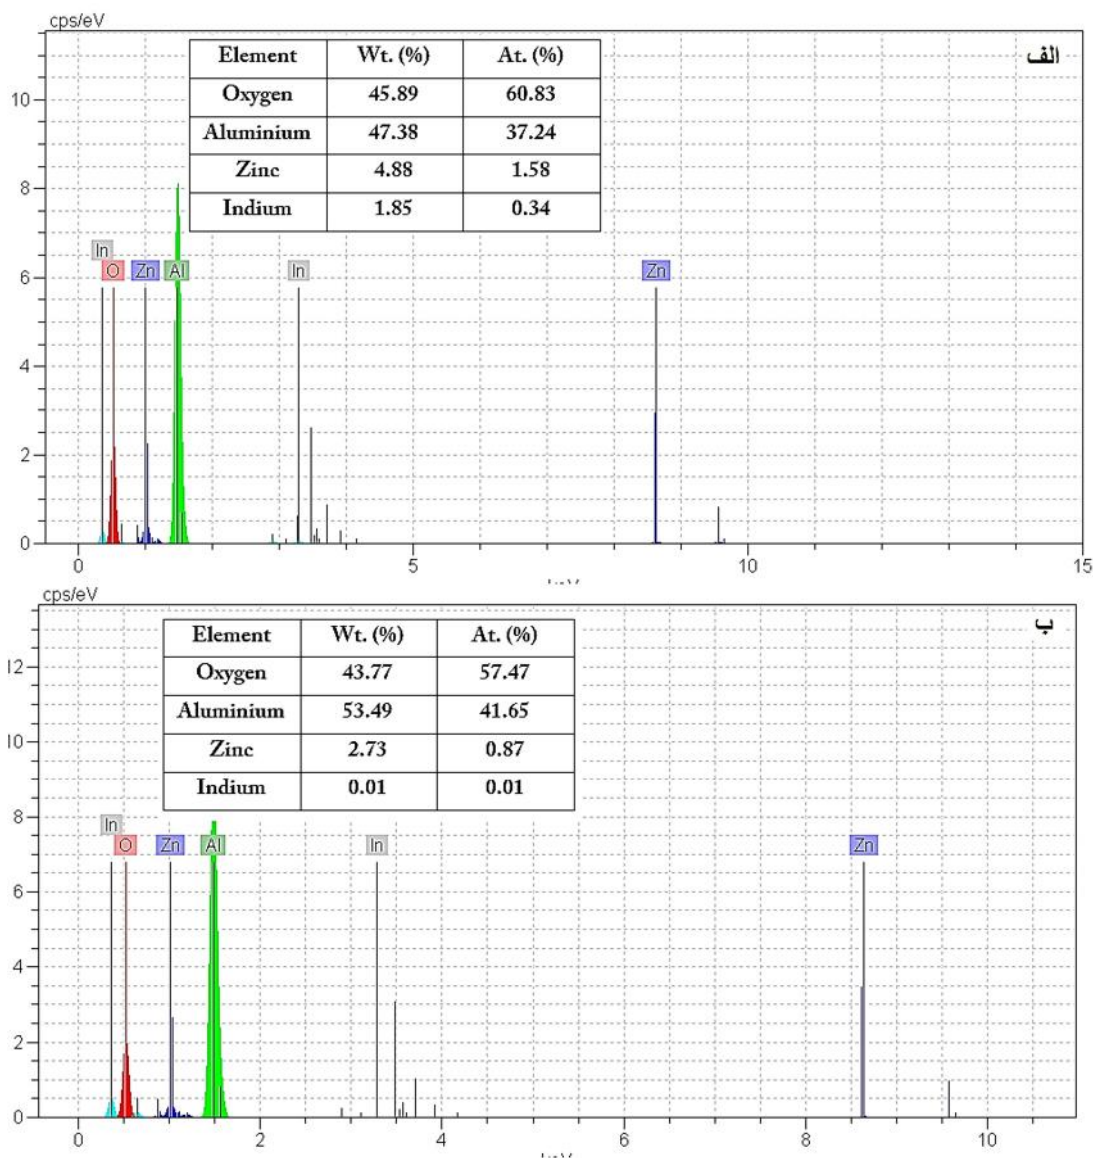 cps/eV
الف
Element Wt. (%) At. (%)
Oxygen 45.89 60.83
Aluminium 47.38 37.24
Zinc 4.88 1.58
Indium 1.85 0.34
10
8
6
4
2
0
In
O Zn Al In Zn
0 5 10 15
cps/eV
ب
Element Wt. (%) At. (%)
Oxygen 43.77 57.47
Aluminium 53.49 41.65
Zinc 2.73 0.87
Indium 0.01 0.01
12
10
8
6
4
2
0
In
O Zn Al In Zn
0 2 4 6 8 10